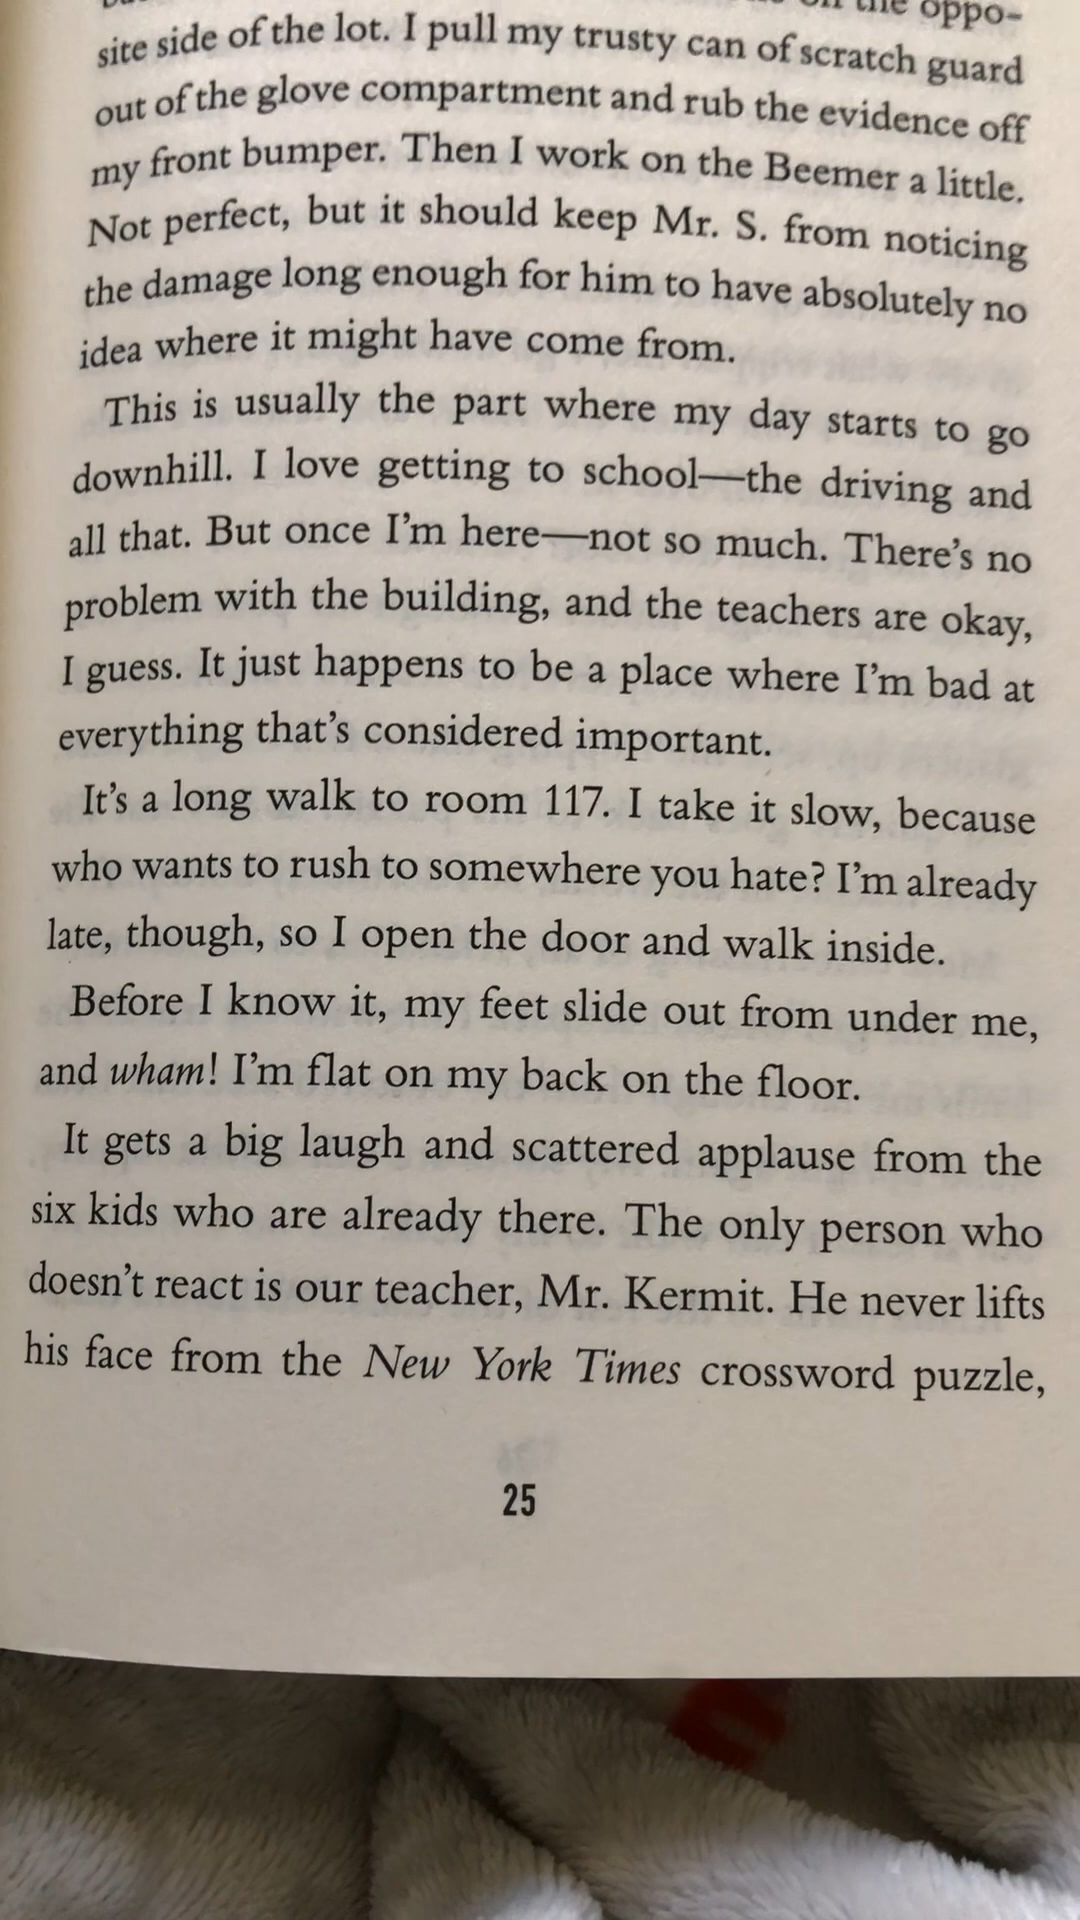 the oppo-
site side of the lot. I pull my trusty can of scratch guard
out of the glove compartment and rub the evidence off
my front bumper. Then I work on the Beemer a little.
Not perfect, but it should keep Mr. S. from noticing
the damage long enough for him to have absolutely no
idea where it might have come from.
This is usually the part where my day starts to go
downhill. I love getting to school—the driving and
all that. But once I'm here—not so much. There's no
problem with the building, and the teachers are okay,
I guess. It just happens to be a place where I'm bad at
everything that's considered important.
It's a long walk to room 117. I take it slow, because
who wants to rush to somewhere you hate? I'm already
late, though, so I open the door and walk inside.
Before I know it, my feet slide out from under me,
and wham! I'm flat on my back on the floor.
It gets a big laugh and scattered applause from the
six kids who are already there. The only person who
doesn't react is our teacher, Mr. Kermit. He never lifts
his face from the New York Times crossword puzzle,
25